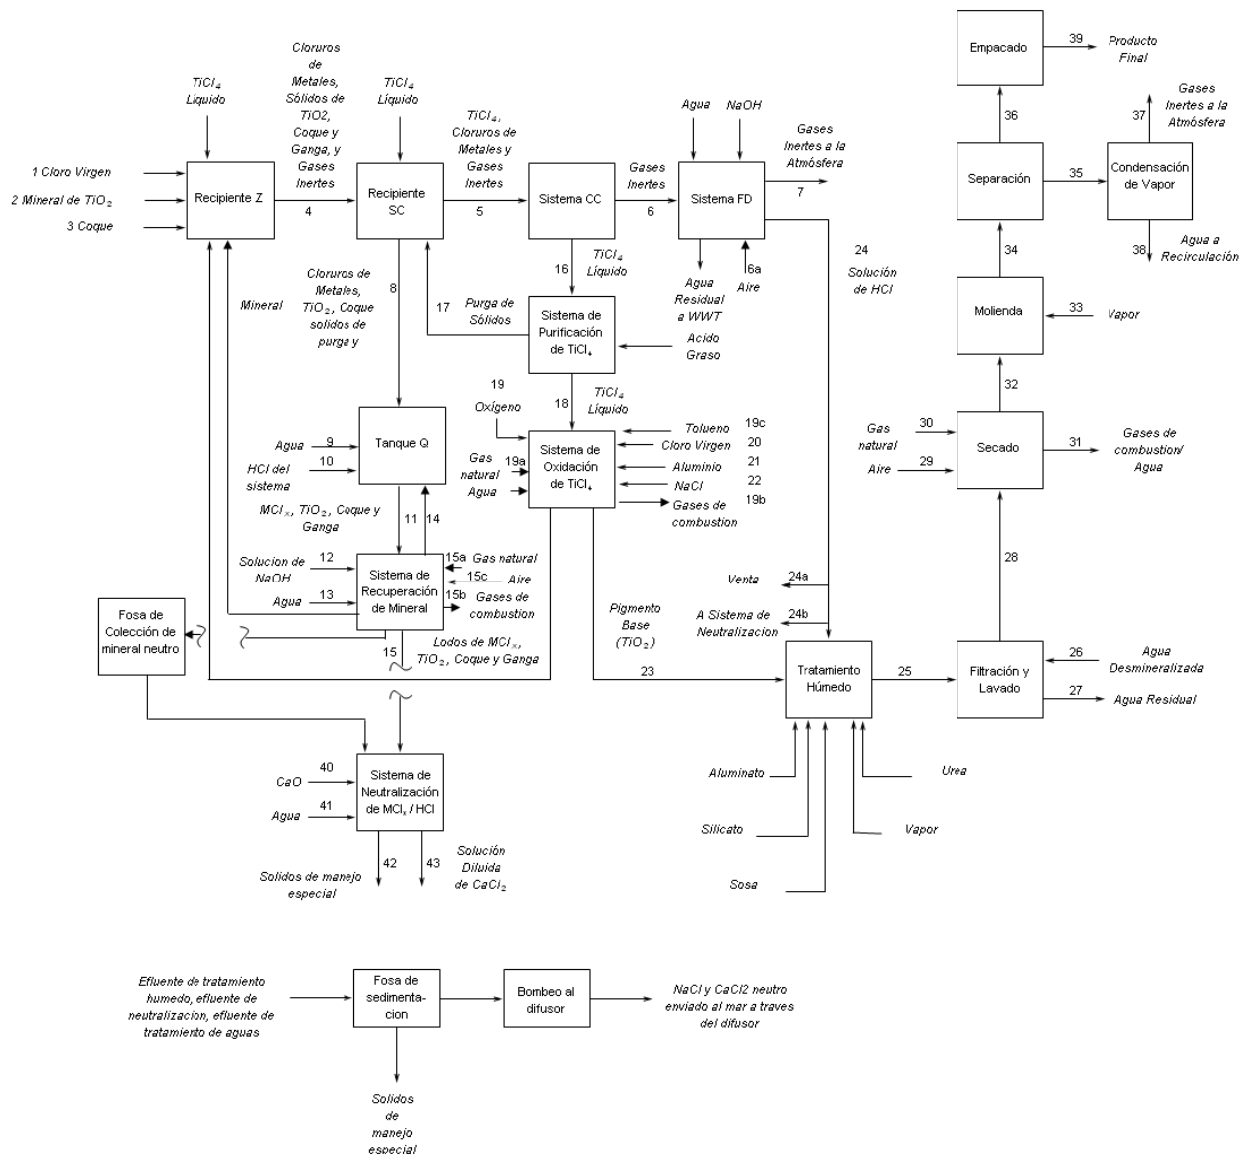 Empacado
39
Producto
Final
Gases
Inertes a la
Atmósfera
36
37
Separación
35
Condensación
de Vapor
34
38
Agua a
Recirculación
Molienda
33
Vapor
32
TiCl4
Líquido
Cloruros
de
Metales,
Sólidos de
TiO2,
Coque y
Ganga, y
Gases
Inertes
TiCl4
Líquido
TiCl4,
Cloruros de
Metales y
Gases
Inertes
Gases
Inertes
Agua
NaOH
Gases
Inertes a la
Atmósfera
1 Cloro Virgen
2 Mineral de TiO2
3 Coque
Recipiente Z
4
Recipiente
SC
5
Sistema CC
6
Sistema FD
7
Mineral
Cloruros de
Metales,
TiO2, Coque
solidos de
purga y
8
17
Purga de
Sólidos
16
TiCl4
Líquido
Agua
Residual
a WWT
6a
Aire
24
Solución
de HCl
Sistema de
Purificación
de TiCl4
Acido
Graso
18
TiCl4
Líquido
19
Oxígeno
Agua
9
10
HCl del
sistema
Tanque Q
Gas
natural
19a
Agua
Sistema de
Oxidación de
TiCl4
Tolueno
19c
Cloro Virgen
20
Aluminio
21
NaCl
22
Gases de
combustion
19b
Gas
natural
30
Aire
29
Secado
31
Gases de
combustion/
Agua
MClx, TiO2, Coque y
Ganga
11
14
28
Solucion de
NaOH
12
Agua
13
Sistema de
Recuperación
de Mineral
15a
Gas natural
15c
Aire
15b
Gases de
combustion
Venta
24a
A Sistema de
Neutralizacion
24b
Fosa de
Colección de
mineral neutro
15
Lodos de MClx,
TiO2, Coque y Ganga
Pigmento
Base
(TiO2)
23
Tratamiento
Húmedo
25
Filtración y
Lavado
26
Agua
Desmineralizada
27
Agua Residual
CaO
40
Agua
41
Sistema de
Neutralización
de MClx / HCl
42
43
Solidos de manejo
especial
Solución
Diluida
de CaCl2
Aluminato
Urea
Silicato
Vapor
Sosa
Efluente de tratamiento
humedo, efluente de
neutralizacion, efluente de
tratamiento de aguas
Fosa de
sedimenta-
cion
Bombeo al
difusor
NaCl y CaCl2 neutro
enviado al mar a traves
del difusor
Solidos
de
manejo
especial